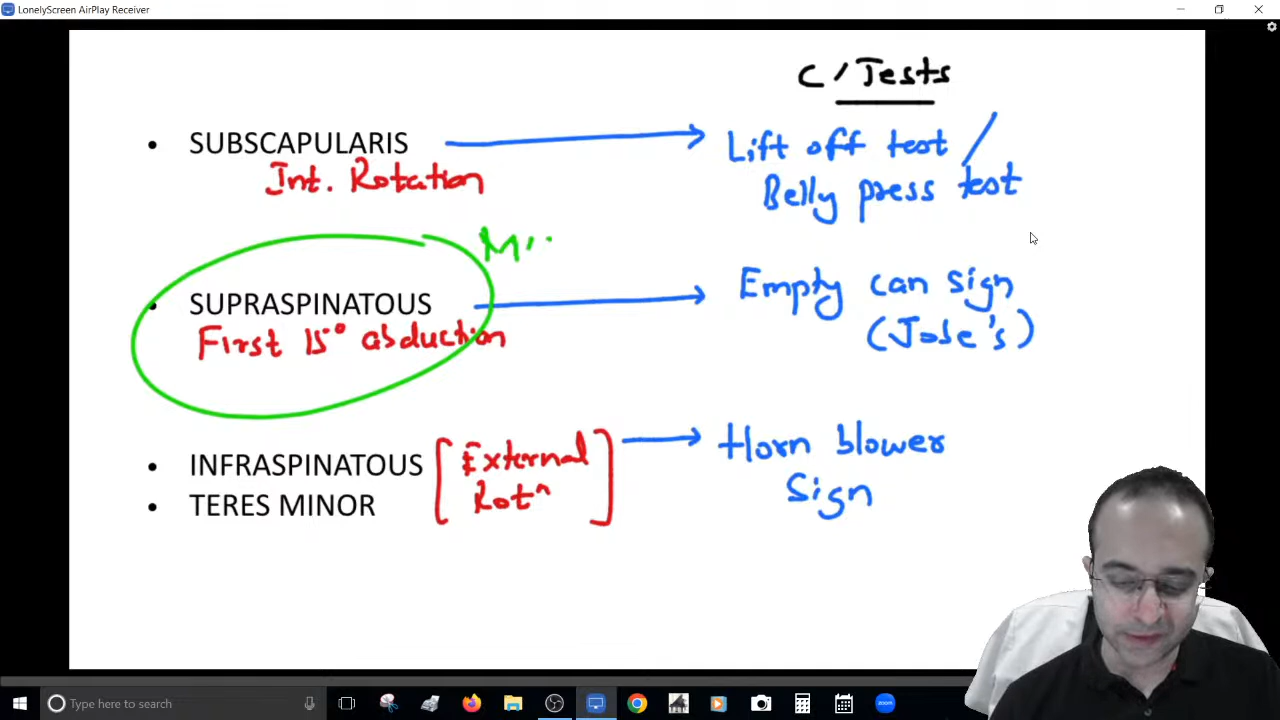 LonelyScreen AirPlay Receiver
C/Tests
• SUBSCAPULARIS
Int. Rotation
Lift off test /
Belly press test
M..
• SUPRASPINATOUS
First 15° abduction
Empty can sign
(Jobe's)
• INFRASPINATOUS
• TERES MINOR
[External
Rotⁿ]
Horn blower
Sign
Type here to search
zoom